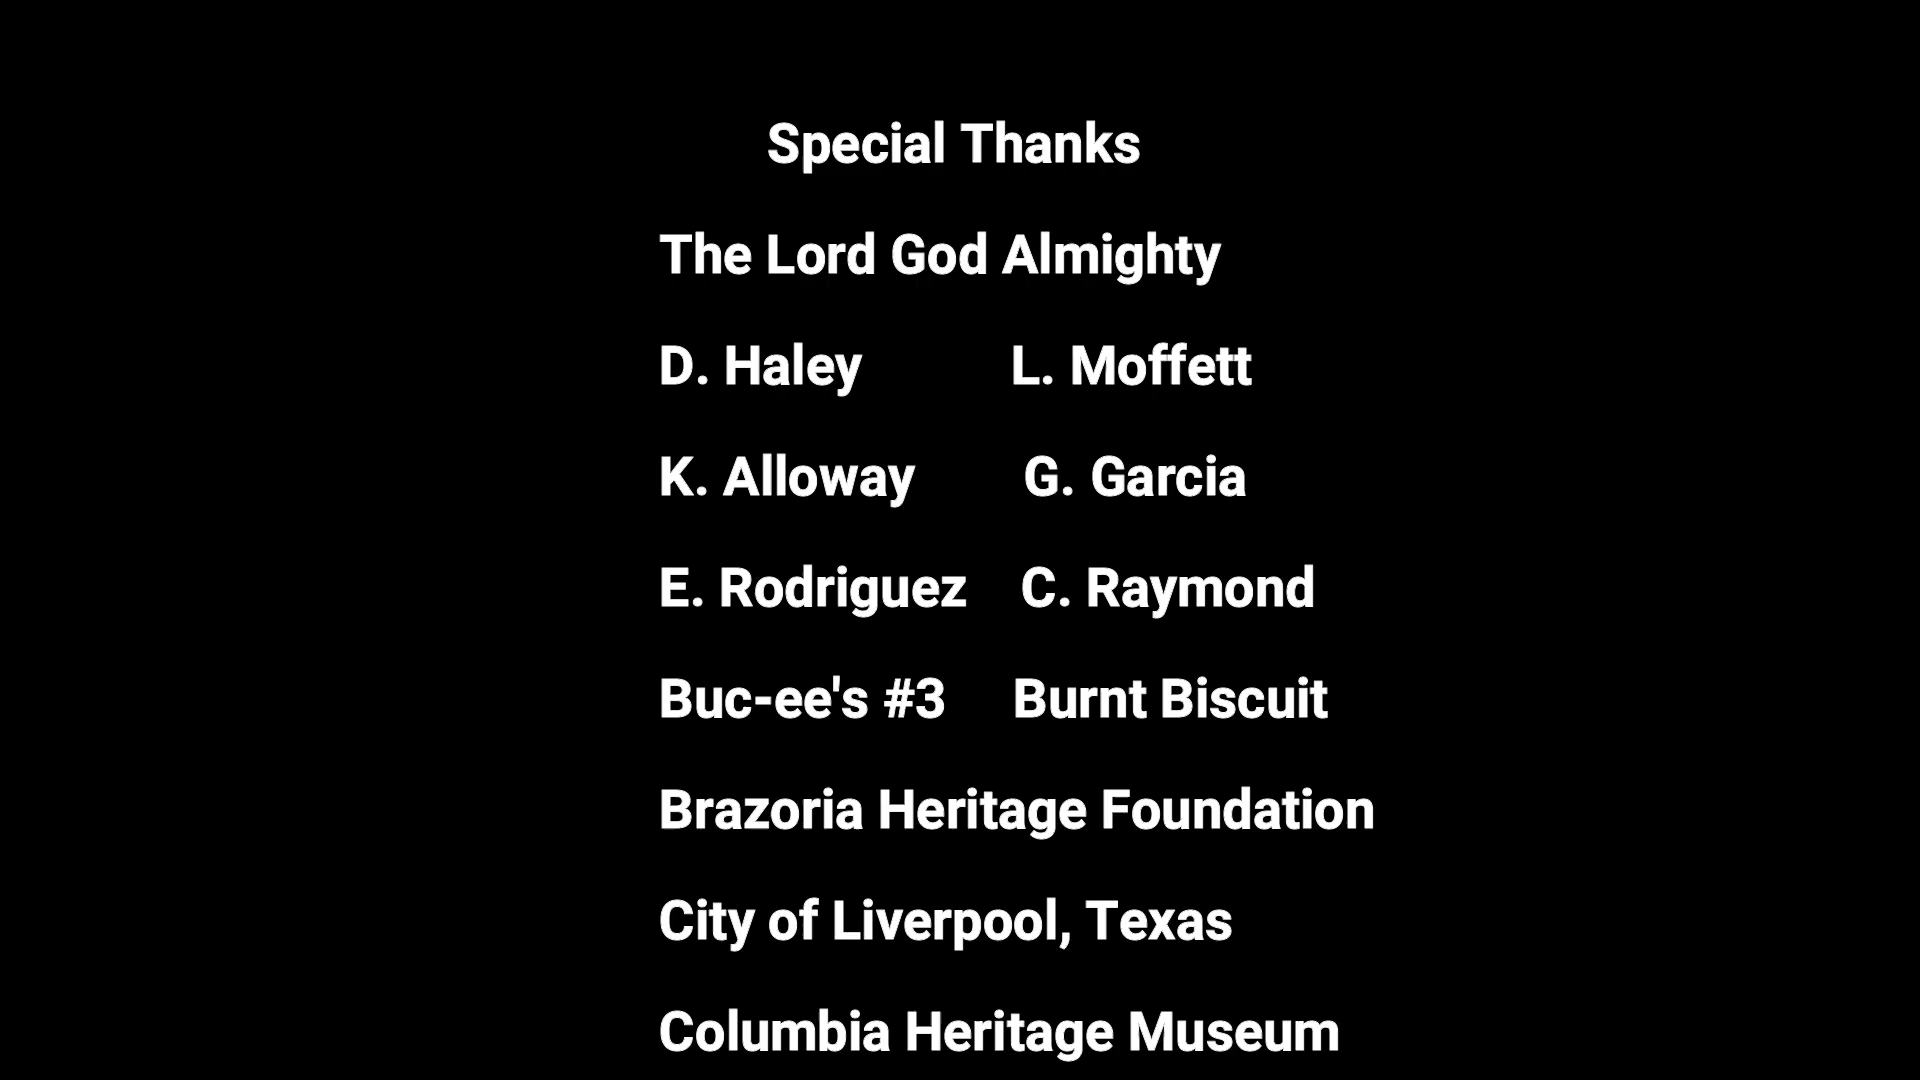 Special Thanks
The Lord God Almighty
D. Haley L. Moffett
K. Alloway G. Garcia
E. Rodriguez C. Raymond
Buc-ee's #3 Burnt Biscuit
Brazoria Heritage Foundation
City of Liverpool, Texas
Columbia Heritage Museum